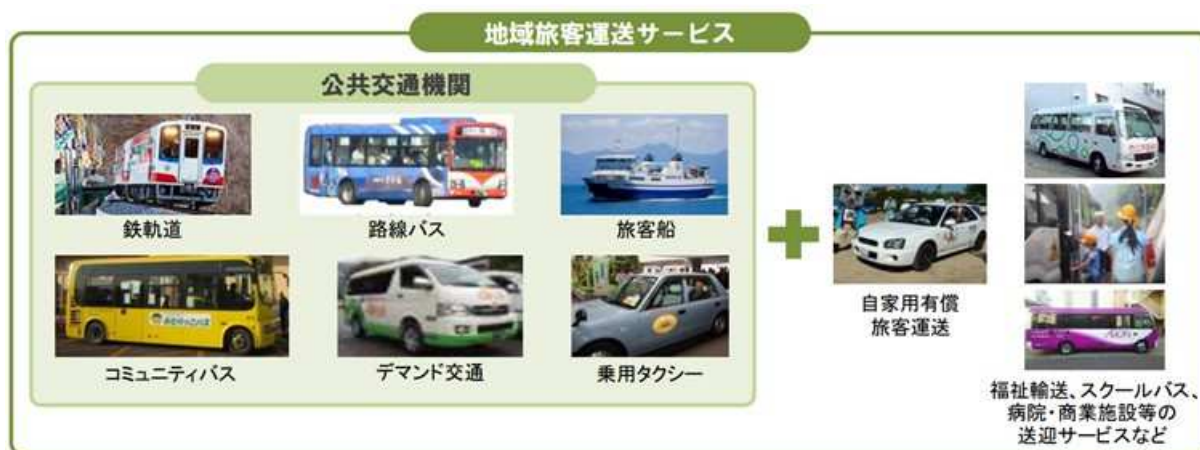 地域旅客運送サービス
公共交通機関
鉄軌道
路線バス
旅客船
コミュニティバス
デマンド交通
乗用タクシー
自家用有償
旅客運送
福祉輸送、スクールバス、
病院・商業施設等の
送迎サービスなど